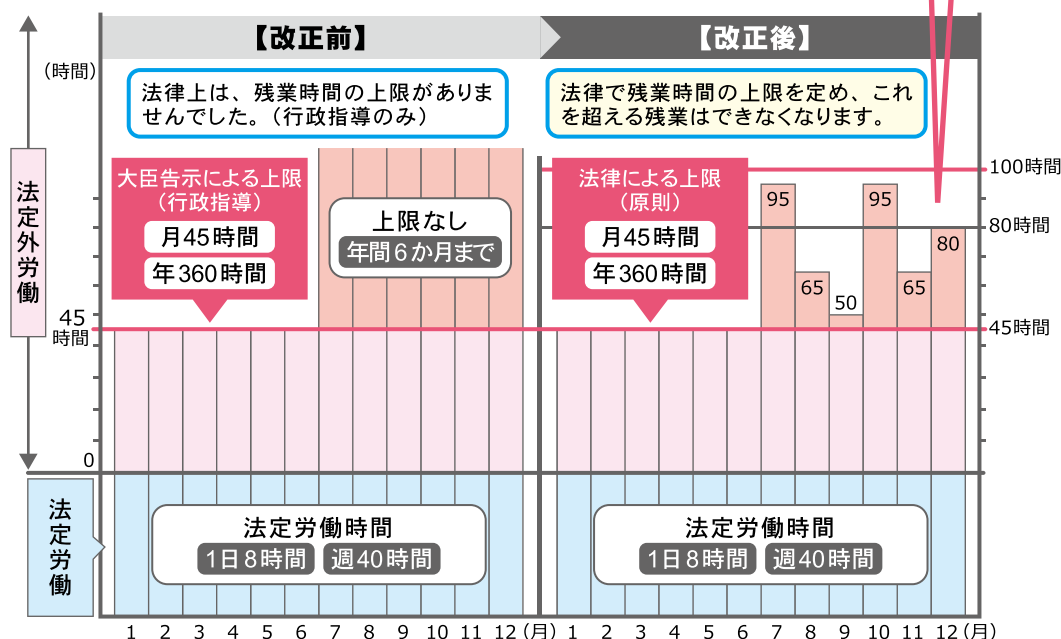 【改正前】
【改正後】
(時間)
法律上は、残業時間の上限がありま
せんでした。(行政指導のみ)
法律で残業時間の上限を定め、これ
を超える残業はできなくなります。
法定外労働
大臣告示による上限
(行政指導)
月45時間
年360時間
上限なし
年間6か月まで
法律による上限
(原則)
月45時間
年360時間
95
65
50
95
65
80
100時間
80時間
45時間
45
時間
0
法定労働
法定労働時間
1日8時間 週40時間
法定労働時間
1日8時間 週40時間
1 2 3 4 5 6 7 8 9 10 11 12 (月)
1 2 3 4 5 6 7 8 9 10 11 12 (月)